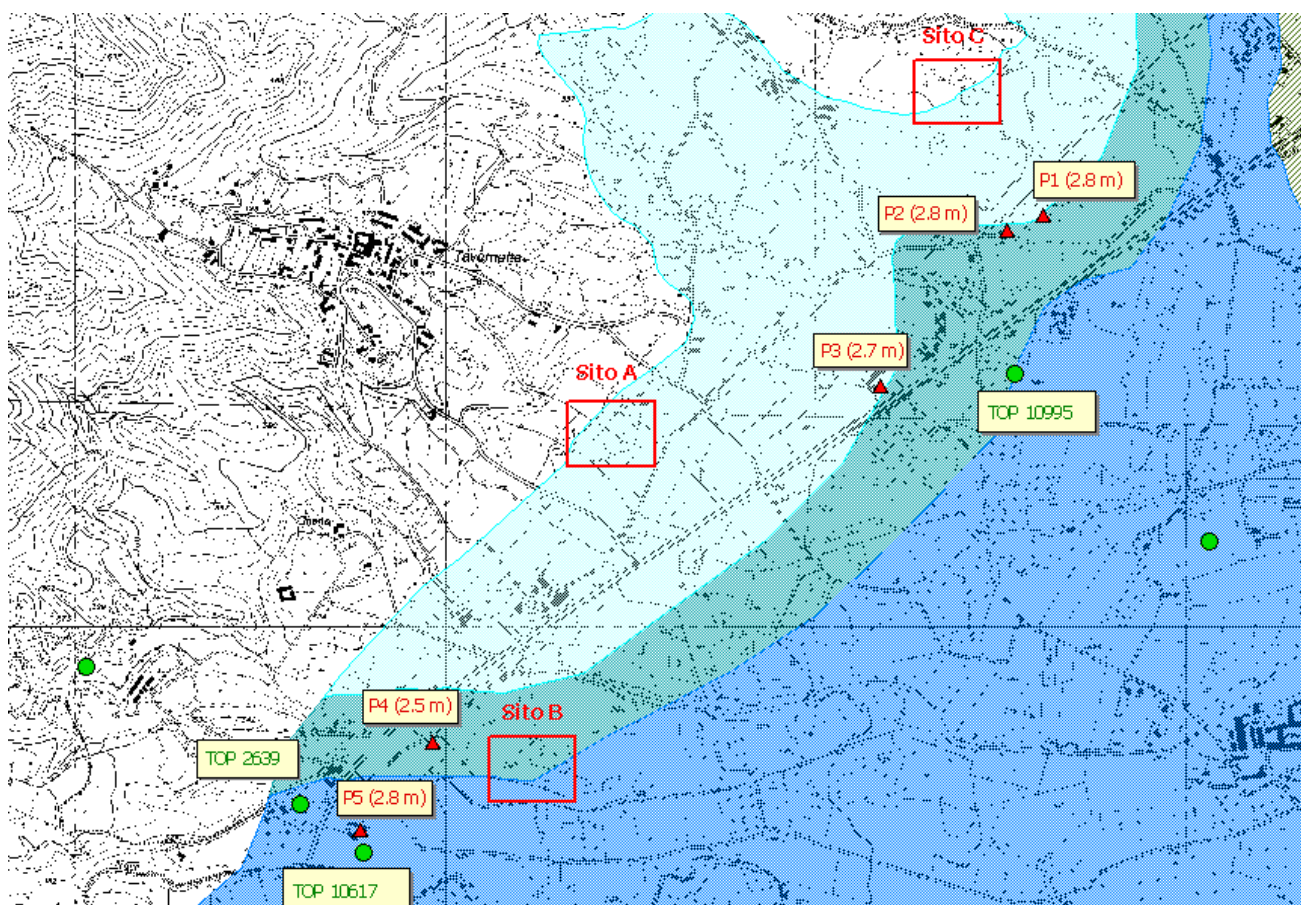 Sito C
P1 (2.8 m)
P2 (2.8 m)
Tavernette
P3 (2.7 m)
Sito A
TOP 10995
P4 (2.5 m)
Sito B
TOP 2639
P5 (2.8 m)
TOP 10617